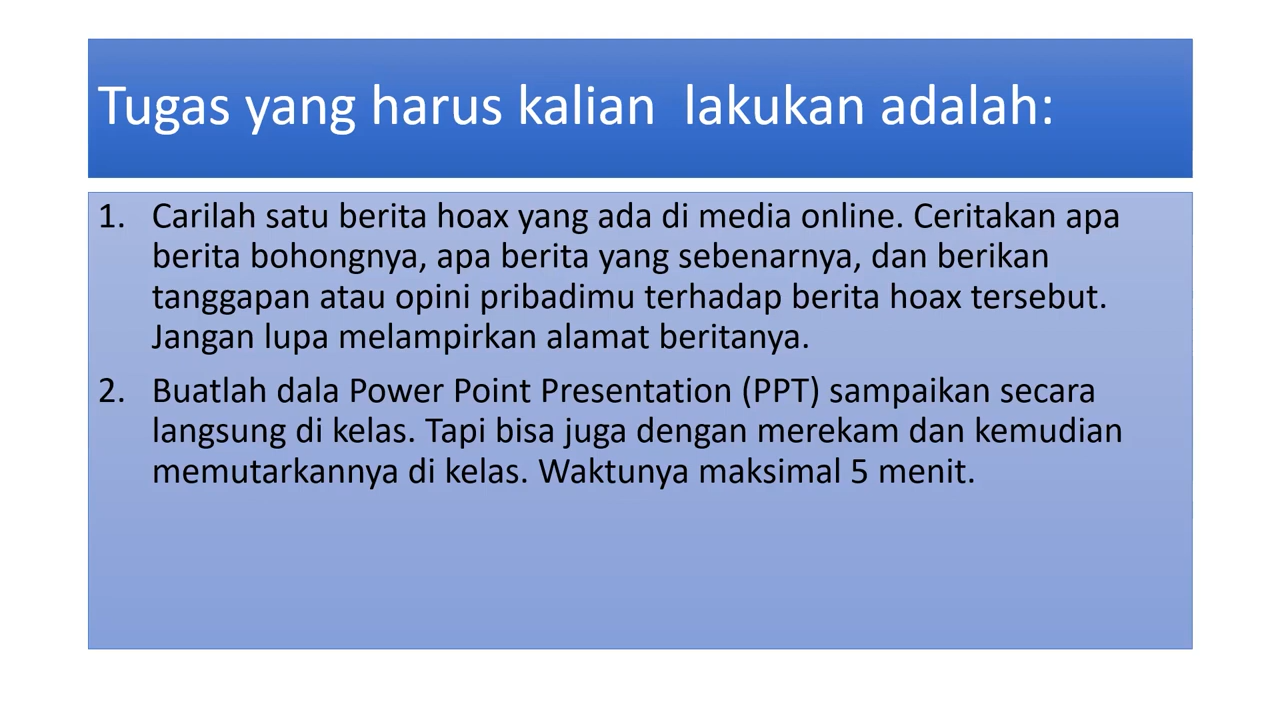 Tugas yang harus kalian  lakukan adalah:
1. Carilah satu berita hoax yang ada di media online. Ceritakan apa
berita bohongnya, apa berita yang sebenarnya, dan berikan
tanggapan atau opini pribadimu terhadap berita hoax tersebut.
Jangan lupa melampirkan alamat beritanya.
2. Buatlah dala Power Point Presentation (PPT) sampaikan secara
langsung di kelas. Tapi bisa juga dengan merekam dan kemudian
memutarkannya di kelas. Waktunya maksimal 5 menit.